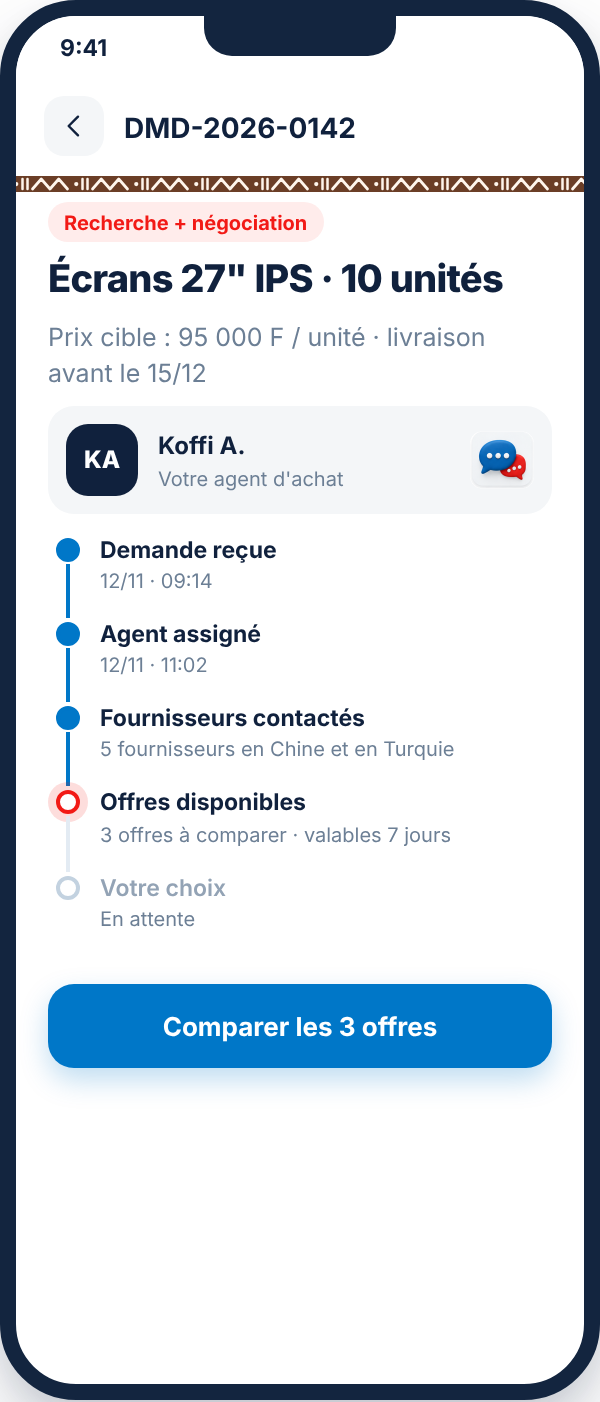 9:41
DMD-2026-0142
Recherche + négociation
Écrans 27" IPS · 10 unités
Prix cible : 95 000 F / unité · livraison
avant le 15/12
KA
Koffi A.
Votre agent d'achat
Demande reçue
12/11 · 09:14
Agent assigné
12/11 · 11:02
Fournisseurs contactés
5 fournisseurs en Chine et en Turquie
Offres disponibles
3 offres à comparer · valables 7 jours
Votre choix
En attente
Comparer les 3 offres